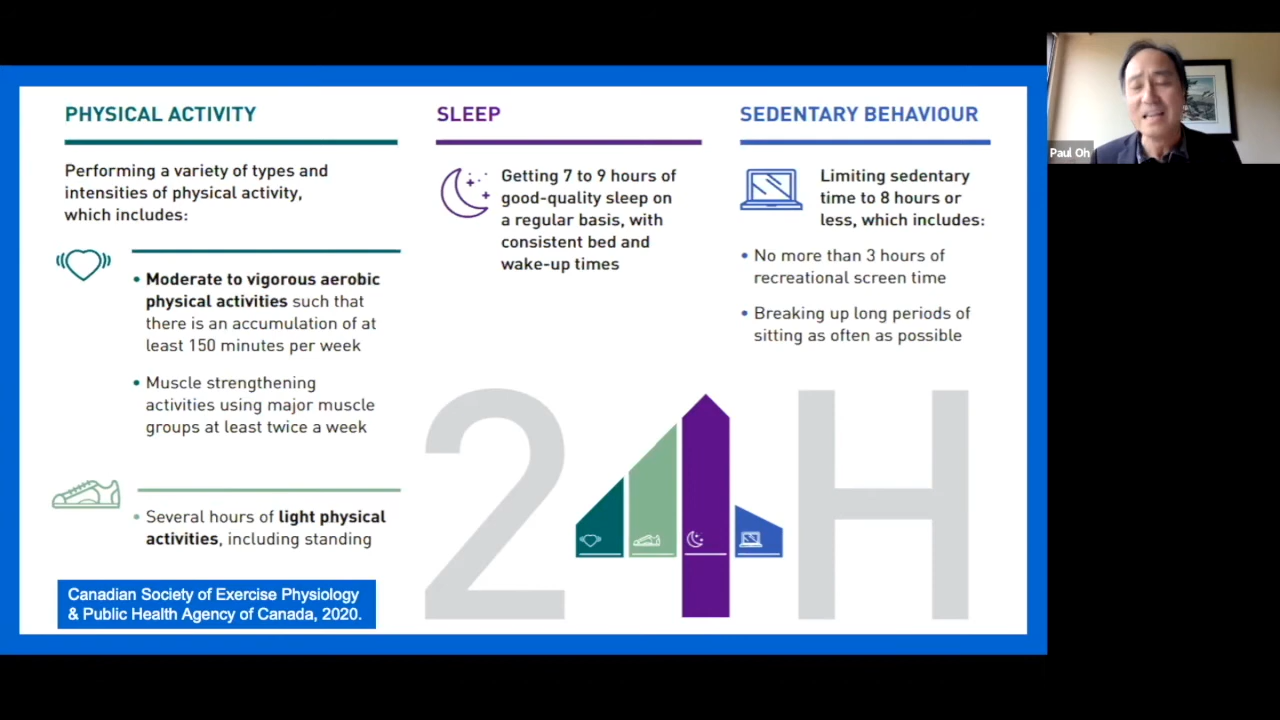 PHYSICAL ACTIVITY
Performing a variety of types and
intensities of physical activity,
which includes:
• Moderate to vigorous aerobic
physical activities such that
there is an accumulation of at
least 150 minutes per week
• Muscle strengthening
activities using major muscle
groups at least twice a week
• Several hours of light physical
activities, including standing
Canadian Society of Exercise Physiology
& Public Health Agency of Canada, 2020.
SLEEP
Getting 7 to 9 hours of
good-quality sleep on
a regular basis, with
consistent bed and
wake-up times
SEDENTARY BEHAVIOUR
Limiting sedentary
time to 8 hours or
less, which includes:
• No more than 3 hours of
recreational screen time
• Breaking up long periods of
sitting as often as possible
24H
Paul Oh